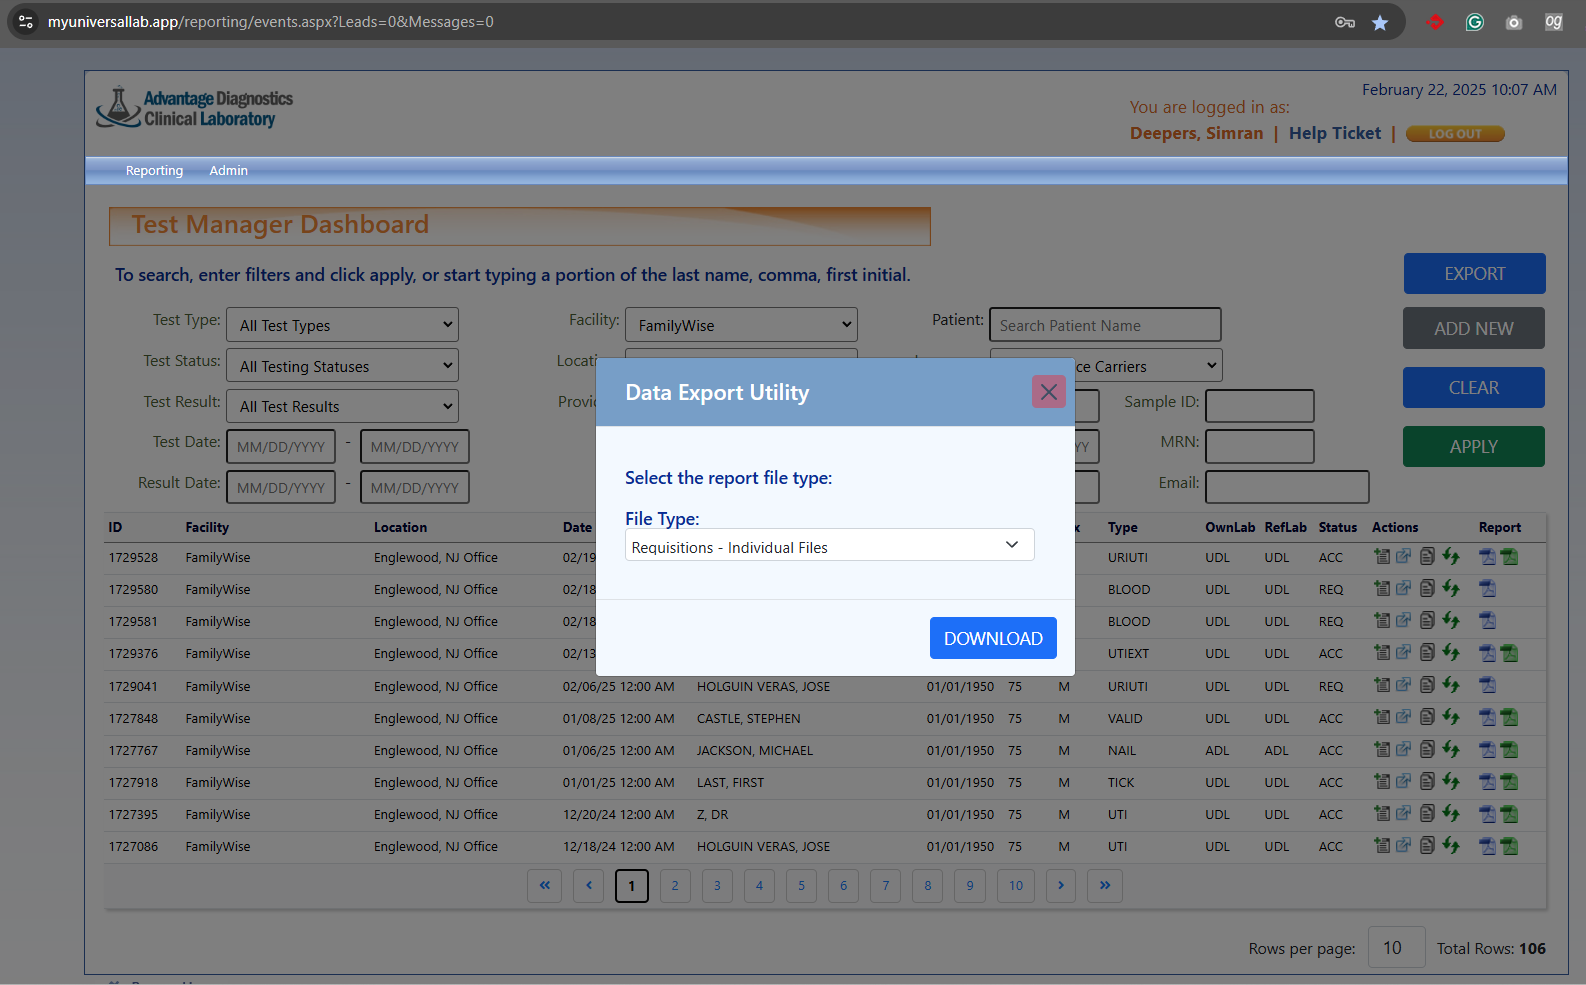 myuniversallab.app/reporting/events.aspx?Leads=0&Messages=0
February 22, 2025 10:07 AM
Advantage Diagnostics
Clinical Laboratory
You are logged in as:
Deepers, Simran | Help Ticket | LOG OUT
Reporting Admin
Test Manager Dashboard
To search, enter filters and click apply, or start typing a portion of the last name, comma, first initial.
EXPORT
Test Type: All Test Types Facility: FamilyWise Patient: Search Patient Name
ADD NEW
Test Status: All Testing Statuses ce Carriers
CLEAR
Test Result: All Test Results Sample ID:
Test Date: MM/DD/YYYY - MM/DD/YYYY MRN:
APPLY
Result Date: MM/DD/YYYY - MM/DD/YYYY Email:
Data Export Utility
Select the report file type:
File Type:
Requisitions - Individual Files
DOWNLOAD
ID Facility Location Date Type OwnLab RefLab Status Actions Report
1729528 FamilyWise Englewood, NJ Office 02/19 URIUTI UDL UDL ACC
1729580 FamilyWise Englewood, NJ Office 02/18 BLOOD UDL UDL REQ
1729581 FamilyWise Englewood, NJ Office 02/18 BLOOD UDL UDL REQ
1729376 FamilyWise Englewood, NJ Office 02/13 UTIEXT UDL UDL ACC
1729041 FamilyWise Englewood, NJ Office 02/06/25 12:00 AM HOLGUIN VERAS, JOSE 01/01/1950 75 M URIUTI UDL UDL REQ
1727848 FamilyWise Englewood, NJ Office 01/08/25 12:00 AM CASTLE, STEPHEN 01/01/1950 75 M VALID UDL UDL ACC
1727767 FamilyWise Englewood, NJ Office 01/06/25 12:00 AM JACKSON, MICHAEL 01/01/1950 75 M NAIL ADL ADL ACC
1727918 FamilyWise Englewood, NJ Office 01/01/25 12:00 AM LAST, FIRST 01/01/1950 75 M TICK UDL UDL ACC
1727395 FamilyWise Englewood, NJ Office 12/20/24 12:00 AM Z, DR 01/01/1950 75 M UTI UDL UDL ACC
1727086 FamilyWise Englewood, NJ Office 12/18/24 12:00 AM HOLGUIN VERAS, JOSE 01/01/1950 75 M UTI UDL UDL ACC
« ‹ 1 2 3 4 5 6 7 8 9 10 › »
Rows per page: 10 Total Rows: 106